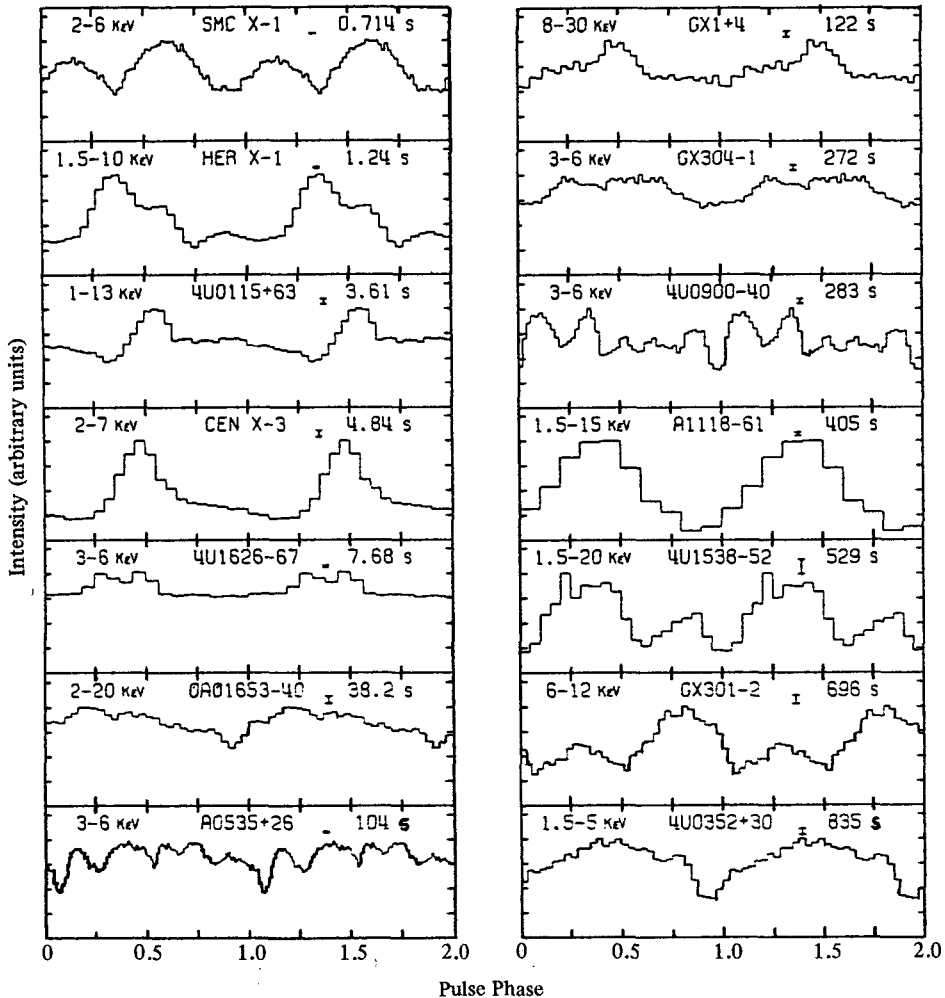 2-6 KeV SMC X-1 0.714 S
1.5-10 KeV HER X-1 1.24 S
1-13 KeV 4U0115+63 3.61 S
2-7 KeV CEN X-3 4.84 S
3-6 KeV 4U1626-67 7.68 S
2-20 KeV OAO1653-40 38.2 S
3-6 KeV A0535+26 104 S
0 0.5 1.0 1.5 2.0
8-30 KeV GX1+4 122 S
3-6 KeV GX304-1 272 S
3-6 KeV 4U0900-40 283 S
1.5-15 KeV A1118-61 405 S
1.5-20 KeV 4U1538-52 529 S
6-12 KeV GX301-2 696 S
1.5-5 KeV 4U0352+30 835 S
0 0.5 1.0 1.5 2.0
Intensity (arbitrary units)
Pulse Phase